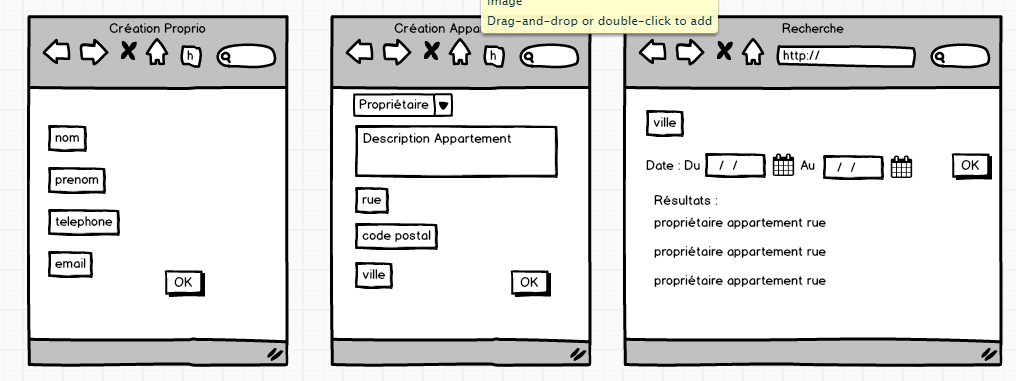 image
Drag-and-drop or double-click to add
Création Proprio
h
nom
prenom
telephone
email
OK
Création Appa
h
Propriétaire
Description Appartement
rue
code postal
ville
OK
Recherche
http://
ville
Date : Du / / Au / / OK
Résultats :
propriétaire appartement rue
propriétaire appartement rue
propriétaire appartement rue